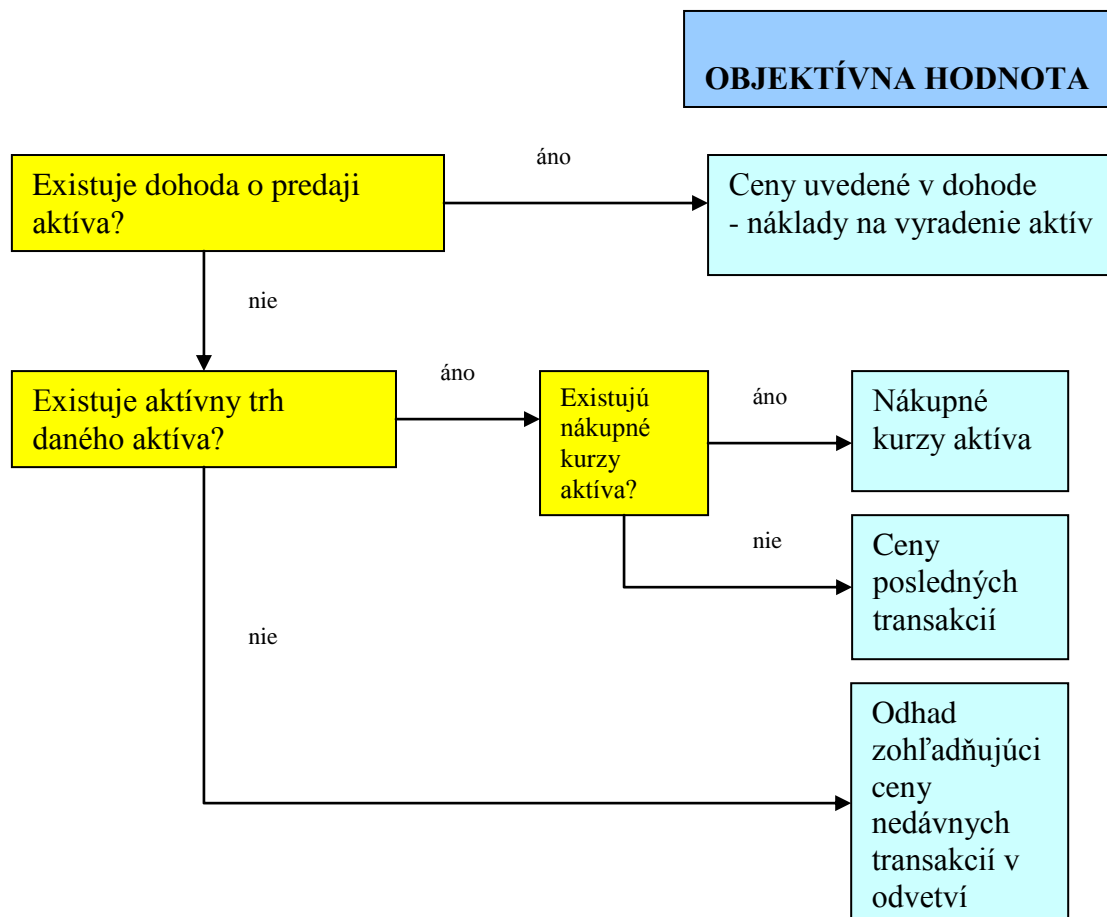 OBJEKTÍVNA HODNOTA
áno
Existuje dohoda o predaji
aktíva?
Ceny uvedené v dohode
- náklady na vyradenie aktív
nie
Existuje aktívny trh
daného aktíva?
áno
Existujú
nákupné
kurzy
aktíva?
áno
Nákupné
kurzy aktíva
nie
Ceny
posledných
transakcií
nie
Odhad
zohľadňujúci
ceny
nedávnych
transakcií v
odvetví